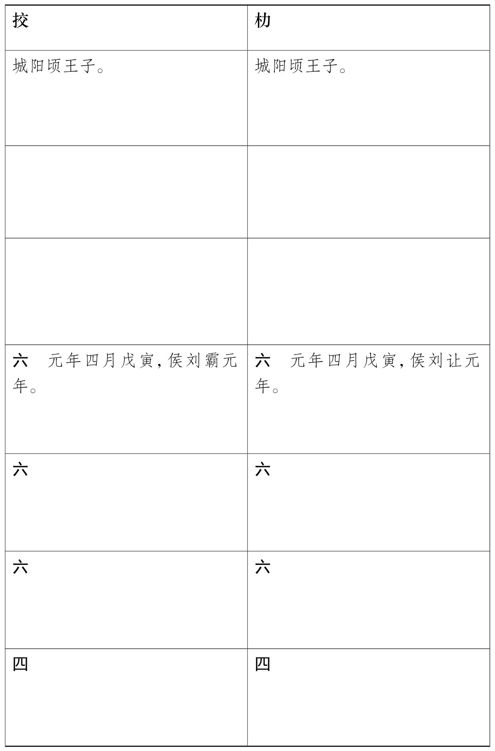 挍 朸
城阳顷王子。 城阳顷王子。
六 元年四月戊寅,侯刘霸元 六 元年四月戊寅,侯刘让元
年。 年。
六 六
六 六
四 四